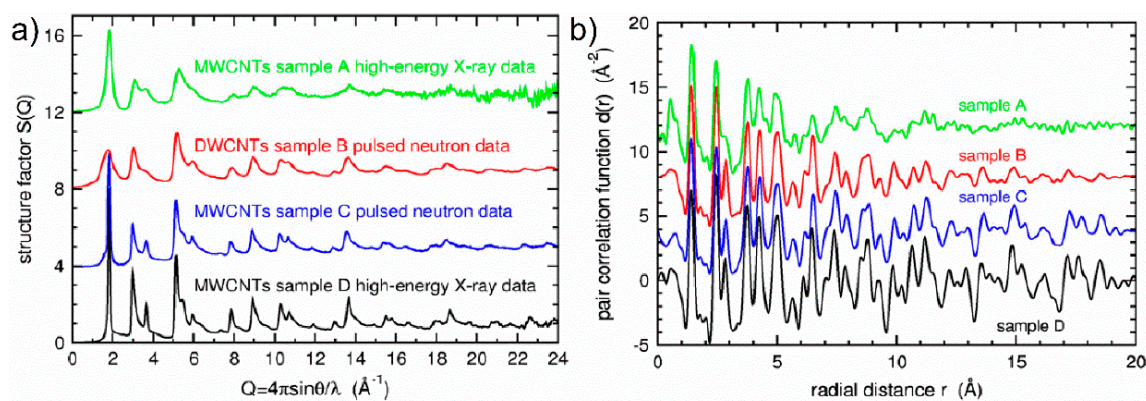 a)
16
12
8
4
0
structure factor S(Q)
MWCNTs sample A high-energy X-ray data
DWCNTs sample B pulsed neutron data
MWCNTs sample C pulsed neutron data
MWCNTs sample D high-energy X-ray data
0 2 4 6 8 10 12 14 16 18 20 22 24
Q=4πsinθ/λ (Å⁻¹)
b)
20
15
10
5
0
-5
pair correlation function d(r) (Å⁻²)
sample A
sample B
sample C
sample D
0 5 10 15 20
radial distance r (Å)